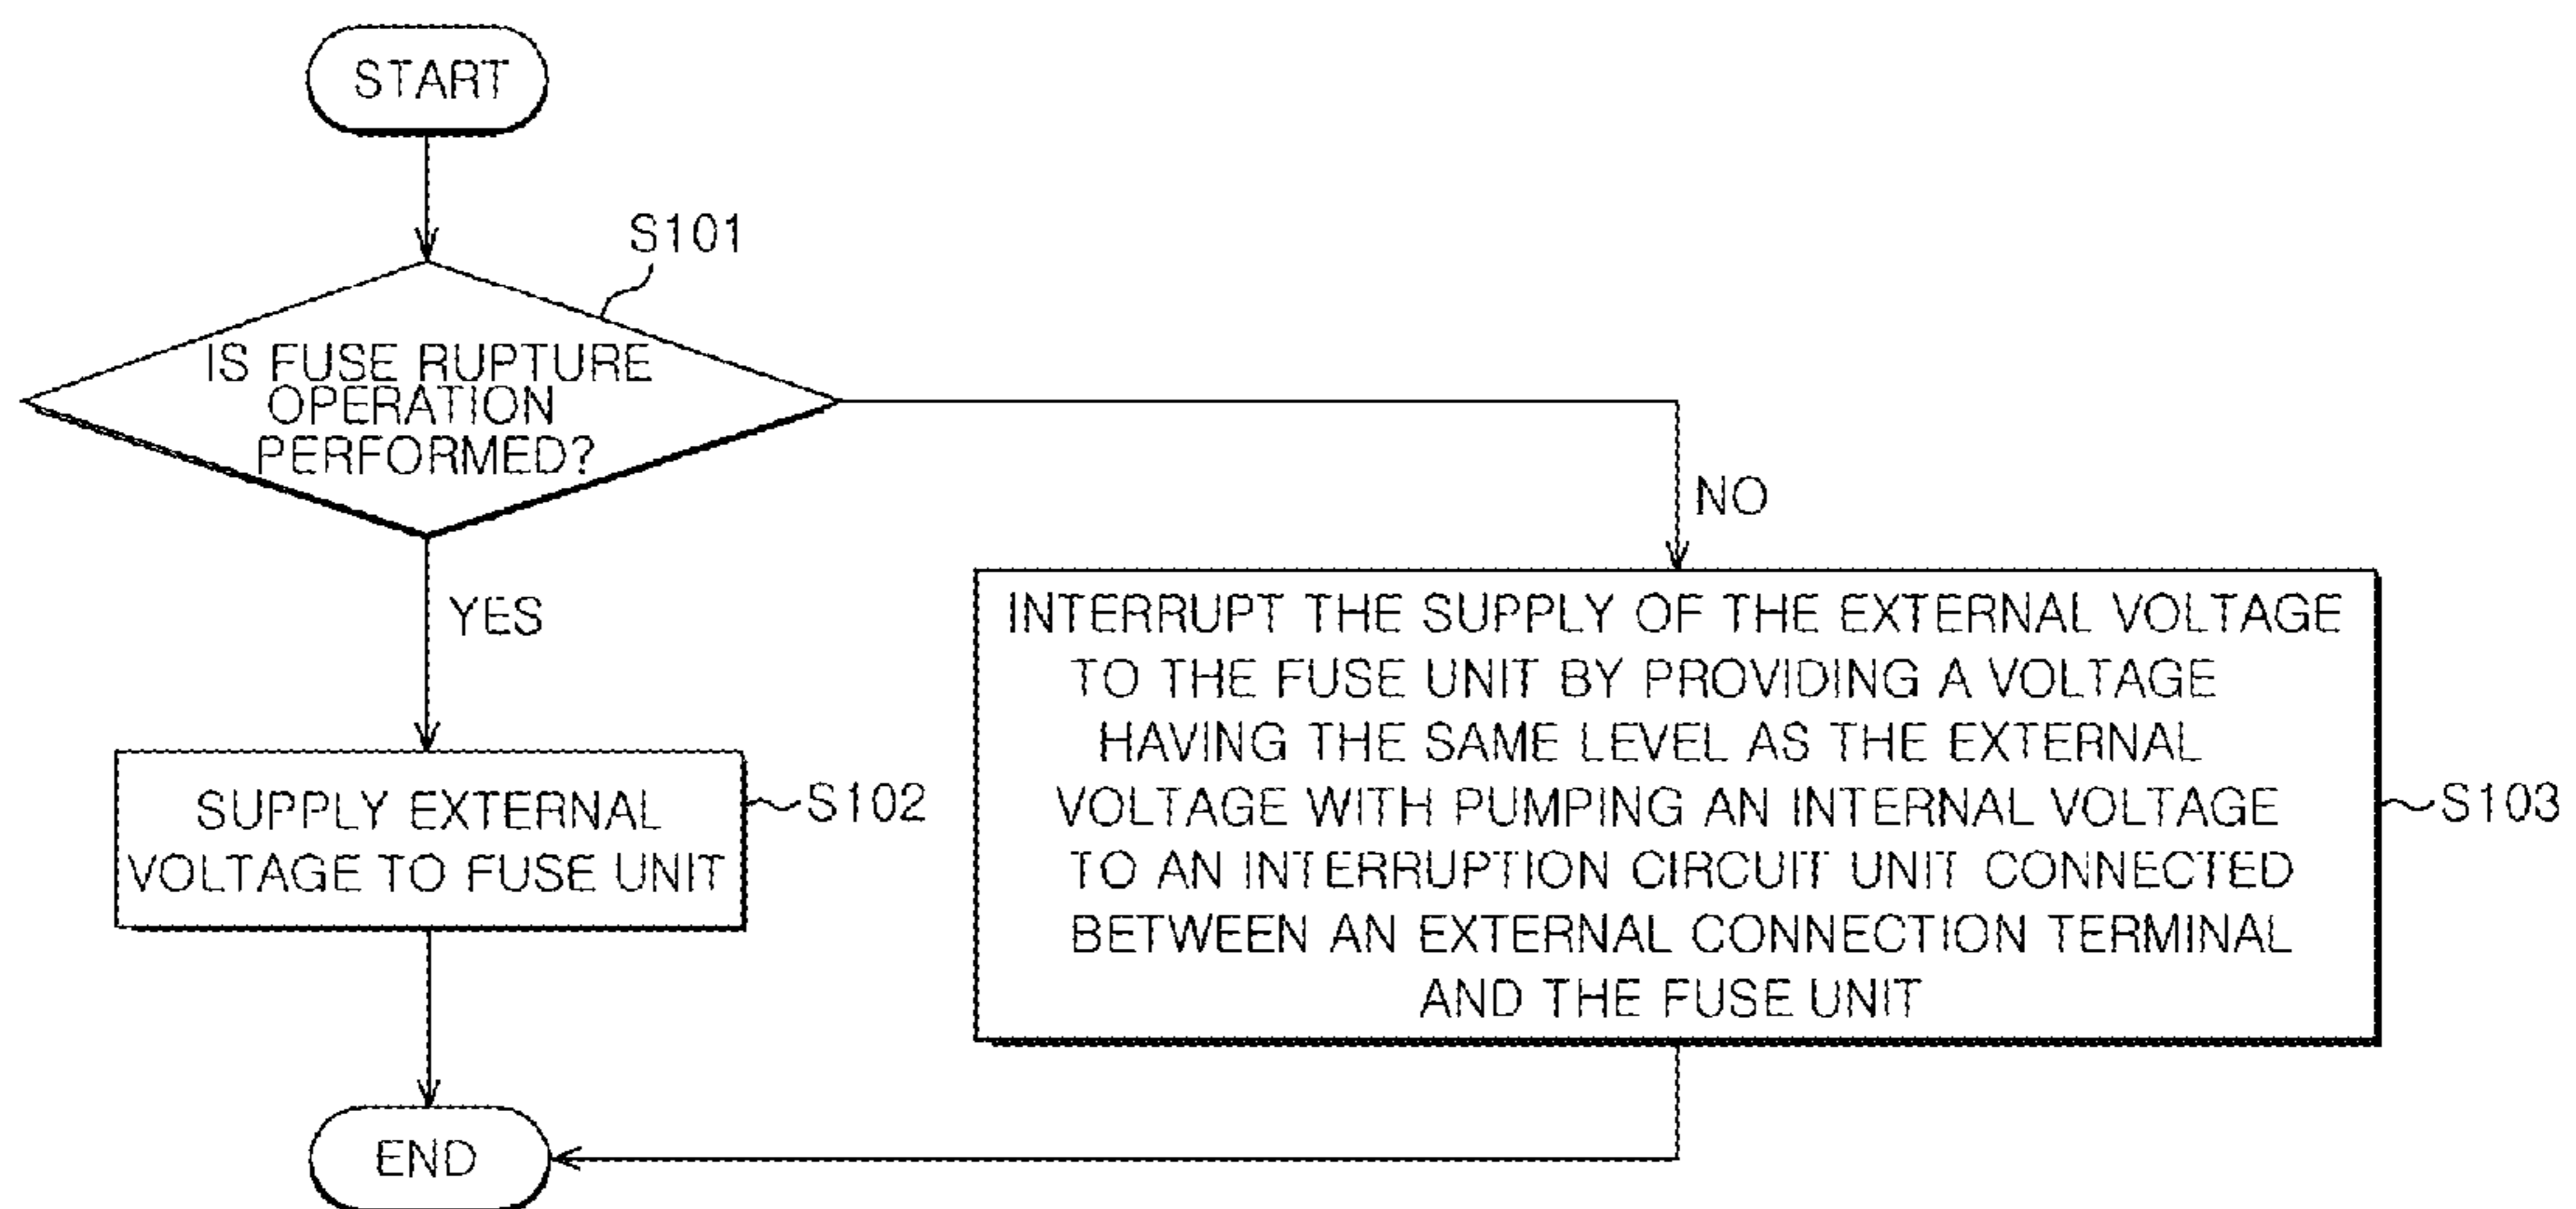 START
S101
IS FUSE RUPTURE
OPERATION
PERFORMED?
NO
YES
SUPPLY EXTERNAL
VOLTAGE TO FUSE UNIT
S102
INTERRUPT THE SUPPLY OF THE EXTERNAL VOLTAGE
TO THE FUSE UNIT BY PROVIDING A VOLTAGE
HAVING THE SAME LEVEL AS THE EXTERNAL
VOLTAGE WITH PUMPING AN INTERNAL VOLTAGE
TO AN INTERRUPTION CIRCUIT UNIT CONNECTED
BETWEEN AN EXTERNAL CONNECTION TERMINAL
AND THE FUSE UNIT
S103
END